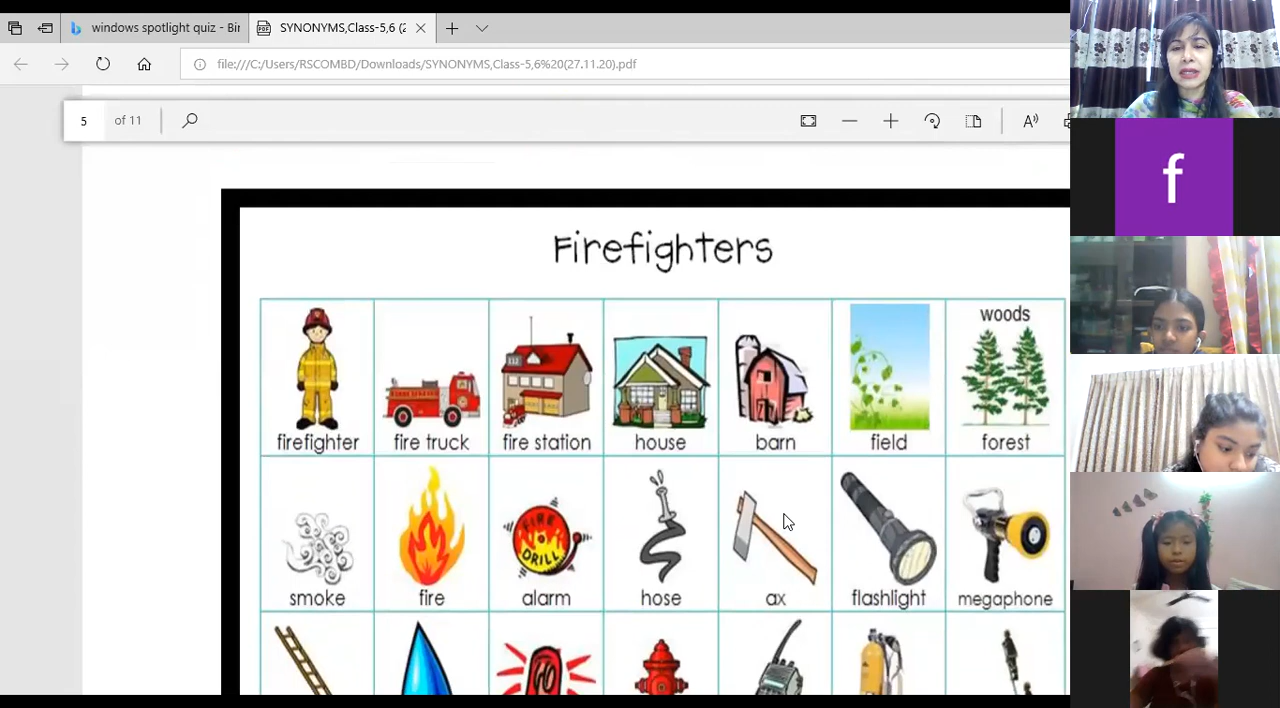 windows spotlight quiz - Bir
SYNONYMS,Class-5,6 (2
file:///C:/Users/RSCOMBD/Downloads/SYNONYMS,Class-5,6%20(27.11.20).pdf
5 of 11
f
Firefighters
woods
firefighter fire truck fire station house barn field forest
FIRE
DRILL
smoke fire alarm hose ax flashlight megaphone